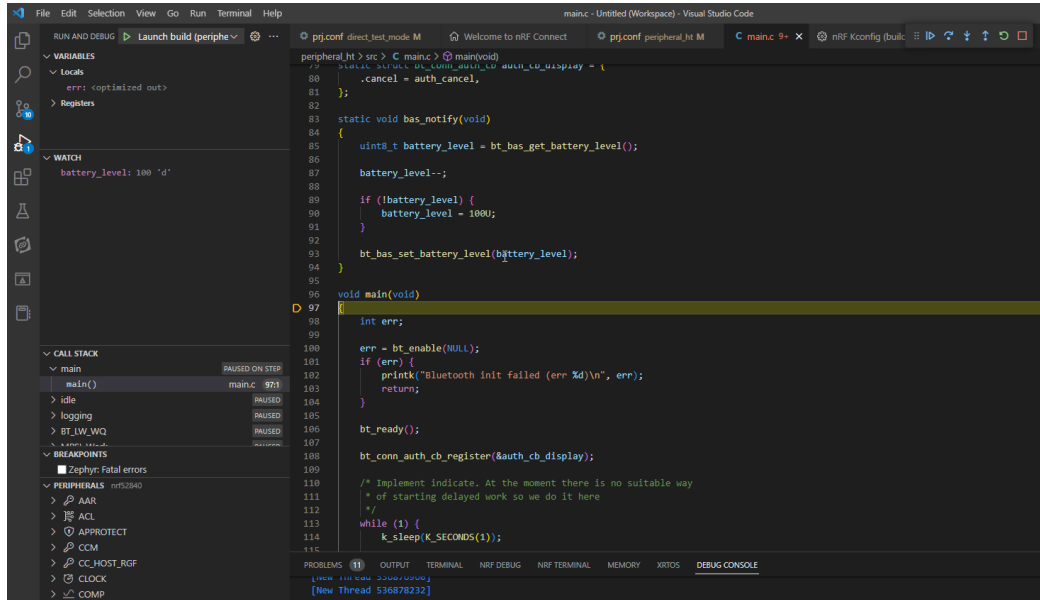 File Edit Selection View Go Run Terminal Help
main.c - Untitled (Workspace) - Visual Studio Code
RUN AND DEBUG Launch build (periphe
prj.conf direct_test_mode M
Welcome to nRF Connect
prj.conf peripheral_ht M
C main.c 9+
nRF Kconfig (builc
peripheral_ht > src > C main.c > main(void)
VARIABLES
Locals
err: <optimized out>
Registers
10
1
WATCH
battery_level: 100 'd'
CALL STACK
main PAUSED ON STEP
main() main.c 97:1
idle PAUSED
logging PAUSED
BT_LW_WQ PAUSED
BREAKPOINTS
Zephyr: Fatal errors
PERIPHERALS nrf52840
AAR
ACL
APPROTECT
CCM
CC_HOST_RGF
CLOCK
COMP
79 static struct bt_conn_auth_cb auth_cb_display = {
80 .cancel = auth_cancel,
81 };
82
83 static void bas_notify(void)
84 {
85 uint8_t battery_level = bt_bas_get_battery_level();
86
87 battery_level--;
88
89 if (!battery_level) {
90 battery_level = 100U;
91 }
92
93 bt_bas_set_battery_level(battery_level);
94 }
95
96 void main(void)
97 {
98 int err;
99
100 err = bt_enable(NULL);
101 if (err) {
102 printk("Bluetooth init failed (err %d)\n", err);
103 return;
104 }
105
106 bt_ready();
107
108 bt_conn_auth_cb_register(&auth_cb_display);
109
110 /* Implement indicate. At the moment there is no suitable way
111 * of starting delayed work so we do it here
112 */
113 while (1) {
114 k_sleep(K_SECONDS(1));
115
PROBLEMS 11 OUTPUT TERMINAL NRF DEBUG NRF TERMINAL MEMORY XRTOS DEBUG CONSOLE
[New Thread 536878232]